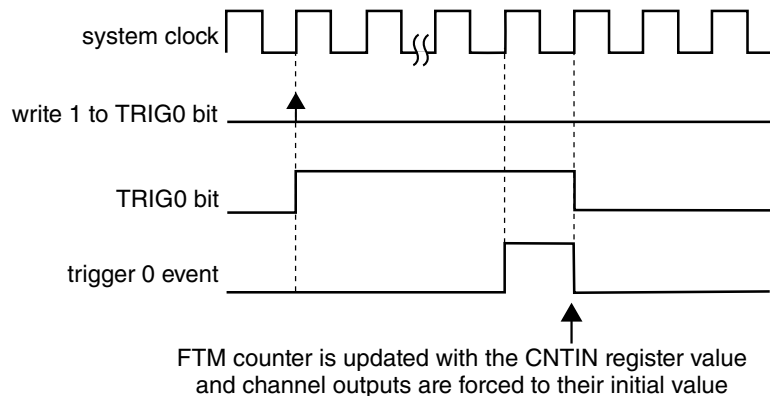 system clock
write 1 to TRIG0 bit
TRIG0 bit
trigger 0 event
FTM counter is updated with the CNTIN register value
and channel outputs are forced to their initial value